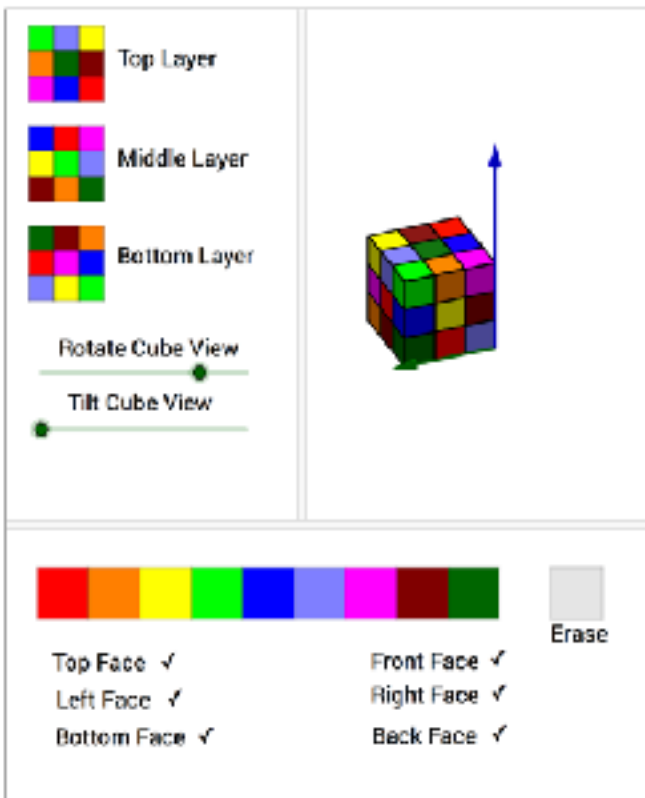 Top Layer
Middle Layer
Bottom Layer
Rotate Cube View
Tilt Cube View
Erase
Top Face ✓
Front Face ✓
Left Face ✓
Right Face ✓
Bottom Face ✓
Back Face ✓